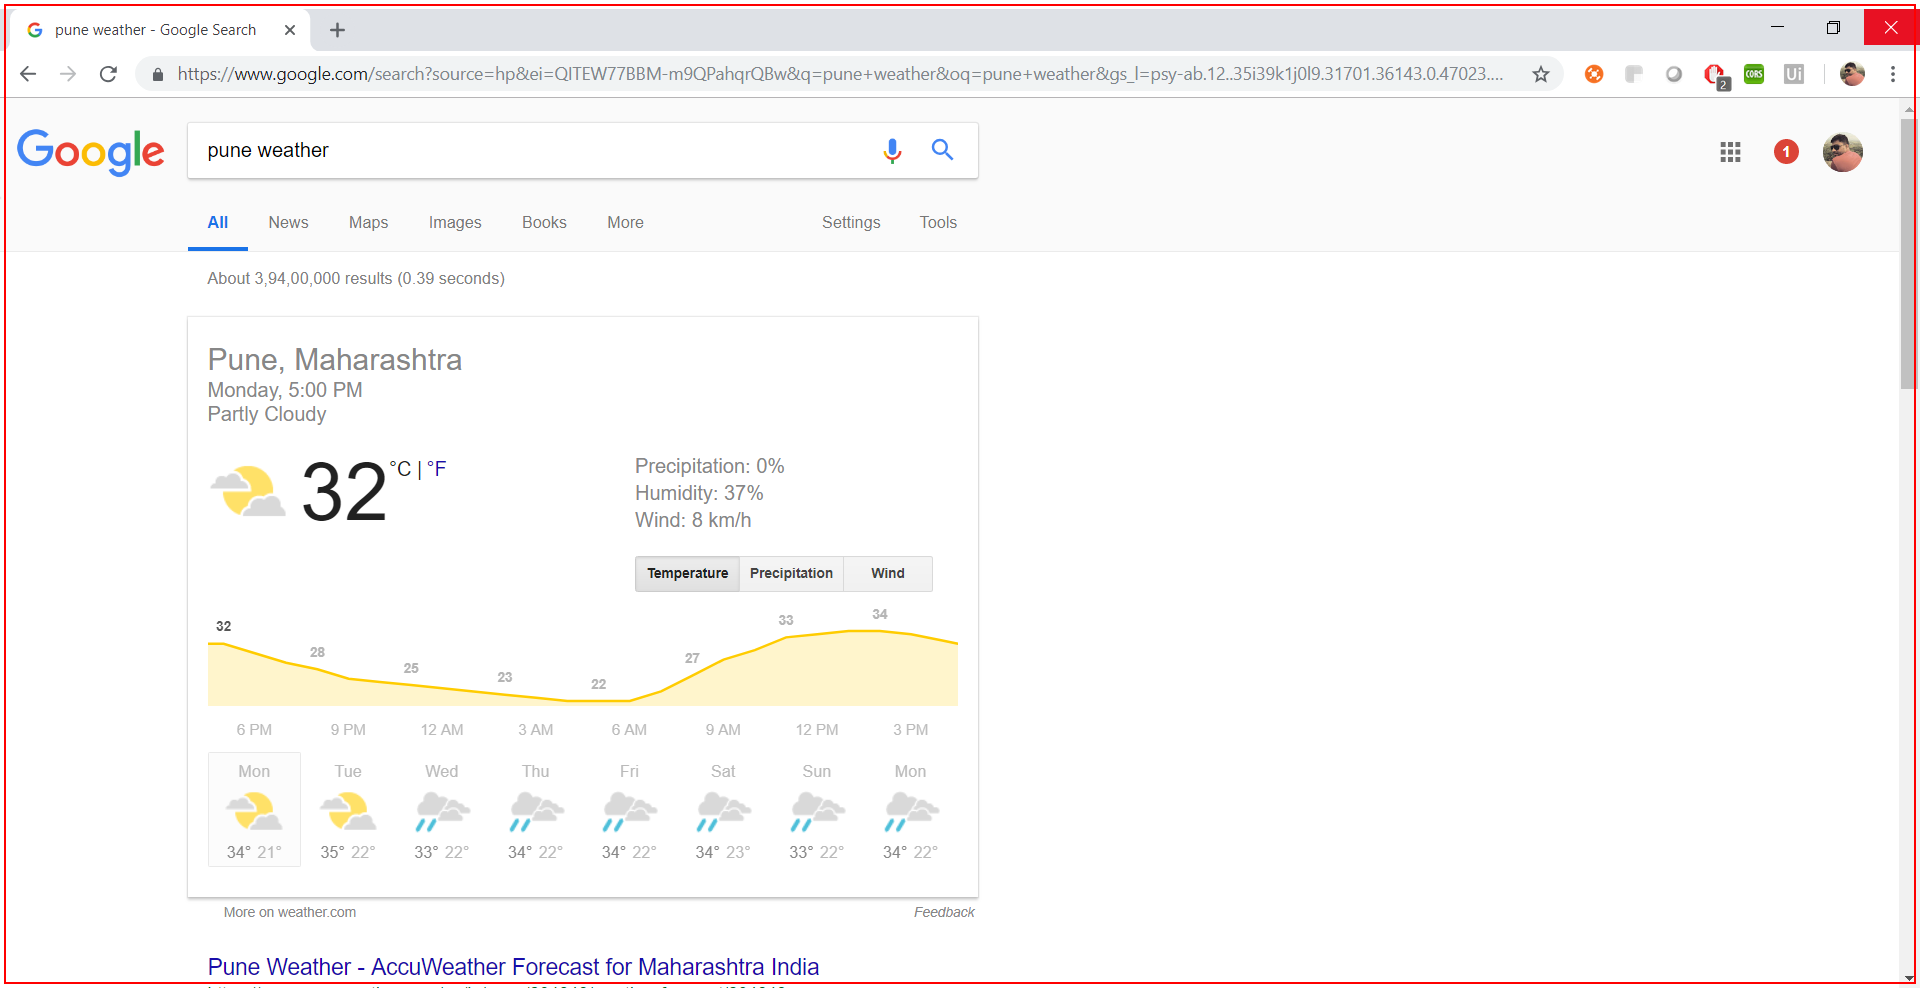 pune weather - Google Search
https://www.google.com/search?source=hp&ei=QITEW77BBM-m9QPahqrQBw&q=pune+weather&oq=pune+weather&gs_l=psy-ab.12..35i39k1j0l9.31701.36143.0.47023....
2
CORS
Ui
Google
pune weather
1
All News Maps Images Books More Settings Tools
About 3,94,00,000 results (0.39 seconds)
Pune, Maharashtra
Monday, 5:00 PM
Partly Cloudy
32 °C | °F
Precipitation: 0%
Humidity: 37%
Wind: 8 km/h
Temperature Precipitation Wind
32 28 25 23 22 27 33 34
6 PM 9 PM 12 AM 3 AM 6 AM 9 AM 12 PM 3 PM
Mon Tue Wed Thu Fri Sat Sun Mon
34° 21° 35° 22° 33° 22° 34° 22° 34° 22° 34° 23° 33° 22° 34° 22°
More on weather.com Feedback
Pune Weather - AccuWeather Forecast for Maharashtra India